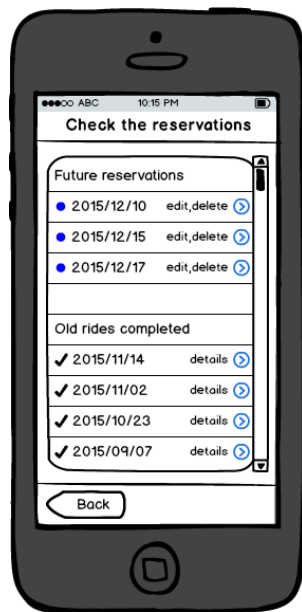 ABC 10:15 PM
Check the reservations
Future reservations
2015/12/10 edit,delete
2015/12/15 edit,delete
2015/12/17 edit,delete
Old rides completed
2015/11/14 details
2015/11/02 details
2015/10/23 details
2015/09/07 details
Back